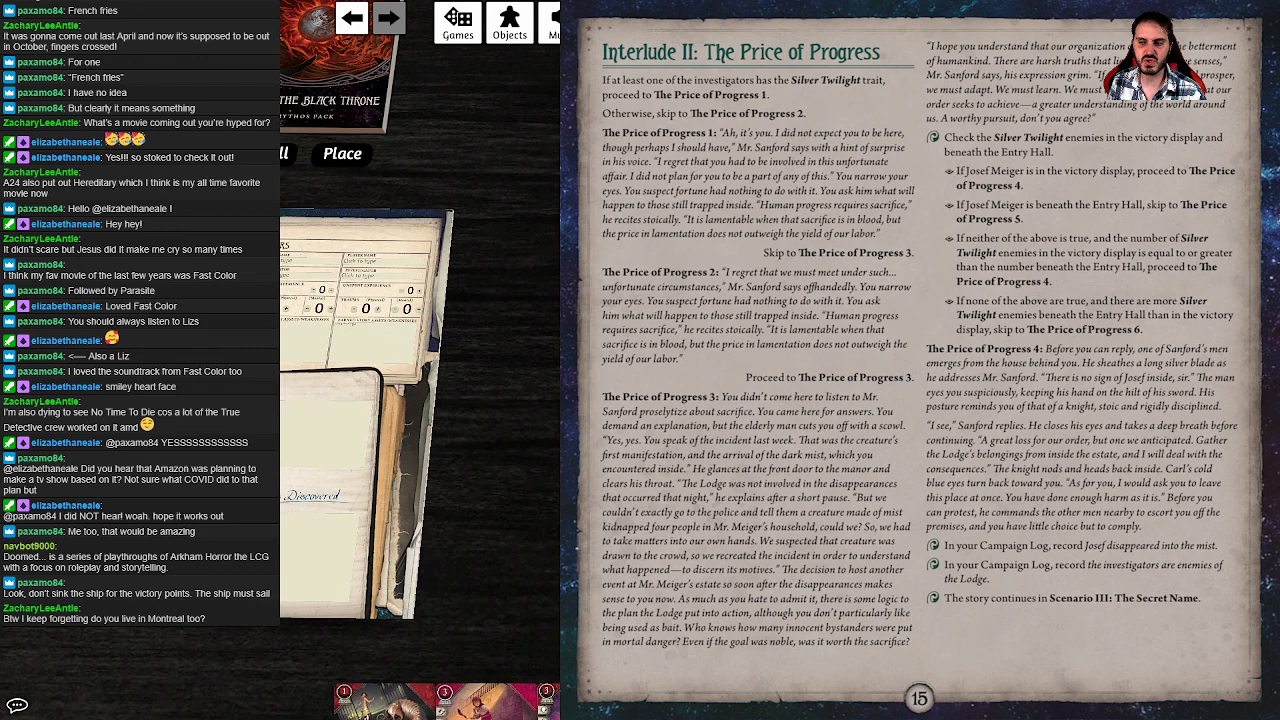 paxamo84: French fries
ZacharyLeeAntle:
It was gonna come out last April and now it's supposed to be out
in October, fingers crossed!
paxamo84: For one
paxamo84: "French fries"
paxamo84: I have no idea
paxamo84: But clearly it means something
ZacharyLeeAntle: What's a movie coming out you're hyped for?
elizabethaneale:
elizabethaneale: Yes!!! so stoked to check it out!
ZacharyLeeAntle:
A24 also put out Hereditary which I think is my all time favorite
movie now
paxamo84: Hello @elizabethaneale !
elizabethaneale: Hey hey!
ZacharyLeeAntle:
It didn't scare but Jesus did it make me cry so many times
paxamo84:
I think my fav movie of the last few years was Fast Color
paxamo84: Followed by Parasite
elizabethaneale: Loved Fast Color
paxamo84: You should always listen to Lizs
elizabethaneale:
paxamo84: <—— Also a Liz
paxamo84: I loved the soundtrack from Fast Color too
elizabethaneale: smiley heart face
ZacharyLeeAntle:
I'm also dying to see No Time To Die cos a lot of the True
Detective crew worked on it amd
elizabethaneale: @paxamo84 YESSSSSSSSSSS
paxamo84:
@elizabethaneale Did you hear that Amazon was planning to
make a tv show based on it? Not sure what COVID did to that
plan but
elizabethaneale:
@paxamo84 I did NOT hear! woah. hope it works out
paxamo84: Me too, that would be amazing
navbot9000:
Doomed... is a series of playthroughs of Arkham Horror the LCG
with a focus on roleplay and storytelling.
paxamo84:
Look, don't sink the ship for the victory points. The ship must sail
ZacharyLeeAntle:
Btw I keep forgetting do you live in Montreal too?
Games
Objects
Mu
THE BLACK THRONE
MYTHOS PACK
ll
Place
RS
PLAYER NAME
Click to type
INVESTIGATOR
Click to type
UNSPENT EXPERIENCE
0
0
TRAUMA (Physical) (Mental)
0
0
0
Discovered
1
3
3
Interlude II: The Price of Progress
If at least one of the investigators has the Silver Twilight trait,
proceed to The Price of Progress 1.
Otherwise, skip to The Price of Progress 2.
The Price of Progress 1: "Ah, it's you. I did not expect you to be here,
though perhaps I should have," Mr. Sanford says with a hint of surprise
in his voice. "I regret that you had to be involved in this unfortunate
affair. I did not plan for you to be a part of any of this." You narrow your
eyes. You suspect fortune had nothing to do with it. You ask him what will
happen to those still trapped inside. "Human progress requires sacrifice,"
he recites stoically. "It is lamentable when that sacrifice is in blood, but
the price in lamentation does not outweigh the yield of our labor."
Skip to The Price of Progress 3.
The Price of Progress 2: "I regret that we must meet under such...
unfortunate circumstances," Mr. Sanford says offhandedly. You narrow
your eyes. You suspect fortune had nothing to do with it. You ask
him what will happen to those still trapped inside. "Human progress
requires sacrifice," he recites stoically. "It is lamentable when that
sacrifice is in blood, but the price in lamentation does not outweigh the
yield of our labor."
Proceed to The Price of Progress 3.
The Price of Progress 3: You didn't come here to listen to Mr.
Sanford proselytize about sacrifice. You came here for answers. You
demand an explanation, but the elderly man cuts you off with a scowl.
"Yes, yes. You speak of the incident last week. That was the creature's
first manifestation, and the arrival of the dark mist, which you
encountered inside." He glances at the front door to the manor and
clears his throat. "The Lodge was not involved in the disappearances
that occurred that night," he explains after a short pause. "But we
couldn't exactly go to the police and tell them a creature made of mist
kidnapped four people in Mr. Meiger's household, could we? So, we had
to take matters into our own hands. We suspected that creature was
drawn to the crowd, so we recreated the incident in order to understand
what happened—to discern its motives." The decision to host another
event at Mr. Meiger's estate so soon after the disappearances makes
sense to you now. As much as you hate to admit it, there is some logic to
the plan the Lodge put into action, although you don't particularly like
being used as bait. Who knows how many innocent bystanders were put
in mortal danger? Even if the goal was noble, was it worth the sacrifice?
"I hope you understand that our organization
he betterment
of humankind. There are harsh truths that li
e senses,"
Mr. Sanford says, his expression grim. "If
prosper,
we must adapt. We must learn. We must
t our
order seeks to achieve—a greater understanding of the world around
us. A worthy pursuit, don't you agree?"
Check the Silver Twilight enemies in the victory display and
beneath the Entry Hall.
If Josef Meiger is in the victory display, proceed to The Price
of Progress 4.
If Josef Meiger is beneath the Entry Hall, skip to The Price
of Progress 5.
If neither of the above is true, and the number of Silver
Twilight enemies in the victory display is equal to or greater
than the number beneath the Entry Hall, proceed to The
Price of Progress 4.
If none of the above are true, and there are more Silver
Twilight enemies beneath the Entry Hall than in the victory
display, skip to The Price of Progress 6.
The Price of Progress 4: Before you can reply, one of Sanford's men
emerges from the house behind you. He sheathes a long silver blade as
he addresses Mr. Sanford. "There is no sign of Josef inside, sir." The man
eyes you suspiciously, keeping his hand on the hilt of his sword. His
posture reminds you of that of a knight, stoic and rigidly disciplined.
"I see," Sanford replies. He closes his eyes and takes a deep breath before
continuing. "A great loss for our order, but one we anticipated. Gather
the Lodge's belongings from inside the estate, and I will deal with the
consequences." The knight nods and heads back inside. Carl's cold
blue eyes turn back toward you. "As for you, I would ask you to leave
this place at once. You have done enough harm as it is." Before you
can protest, he commands the other men nearby to escort you off the
premises, and you have little choice but to comply.
In your Campaign Log, record Josef disappeared into the mist.
In your Campaign Log, record the investigators are enemies of
the Lodge.
The story continues in Scenario III: The Secret Name.
15